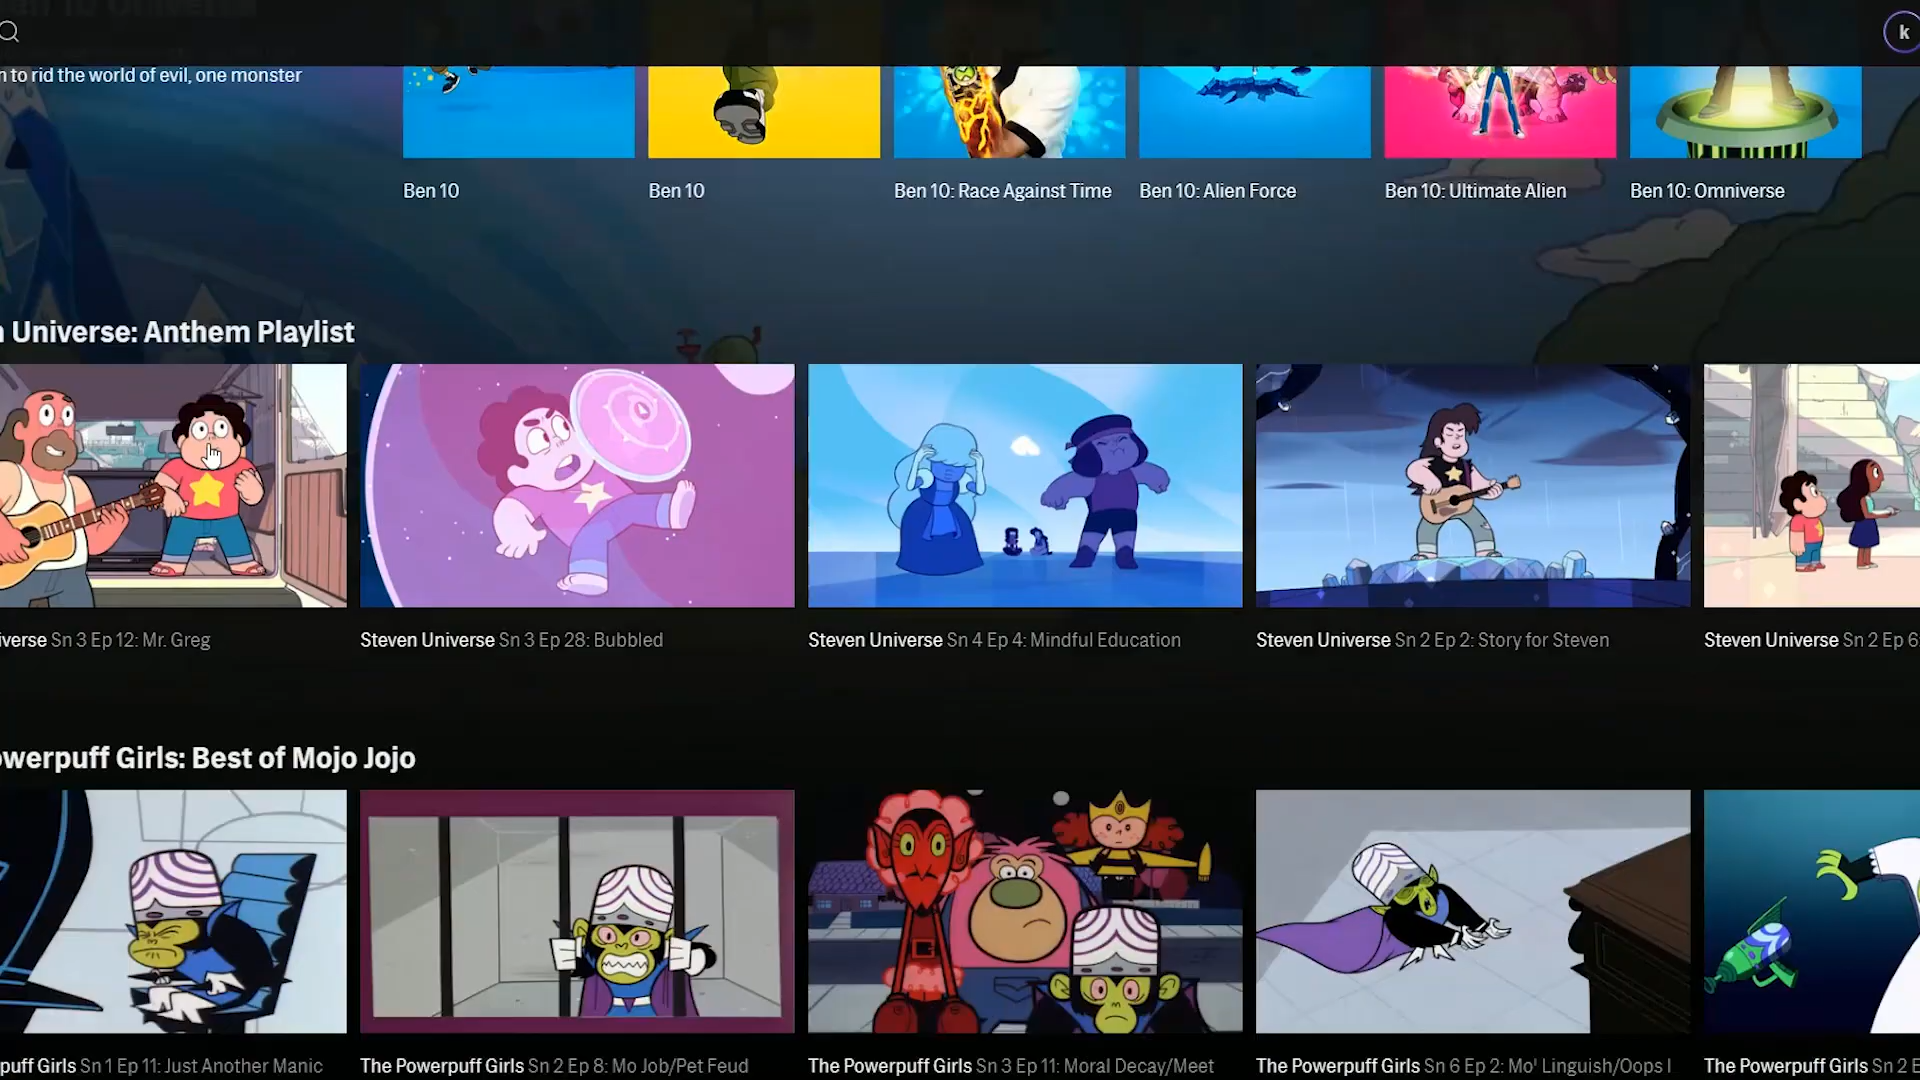 n to rid the world of evil, one monster
k
Ben 10
Ben 10
Ben 10: Race Against Time
Ben 10: Alien Force
Ben 10: Ultimate Alien
Ben 10: Omniverse
n Universe: Anthem Playlist
iverse Sn 3 Ep 12: Mr. Greg
Steven Universe Sn 3 Ep 28: Bubbled
Steven Universe Sn 4 Ep 4: Mindful Education
Steven Universe Sn 2 Ep 2: Story for Steven
Steven Universe Sn 2 Ep 6:
owerpuff Girls: Best of Mojo Jojo
puff Girls Sn 1 Ep 11: Just Another Manic
The Powerpuff Girls Sn 2 Ep 8: Mo Job/Pet Feud
The Powerpuff Girls Sn 3 Ep 11: Moral Decay/Meet
The Powerpuff Girls Sn 6 Ep 2: Mo' Linguish/Oops I
The Powerpuff Girls Sn 2 E